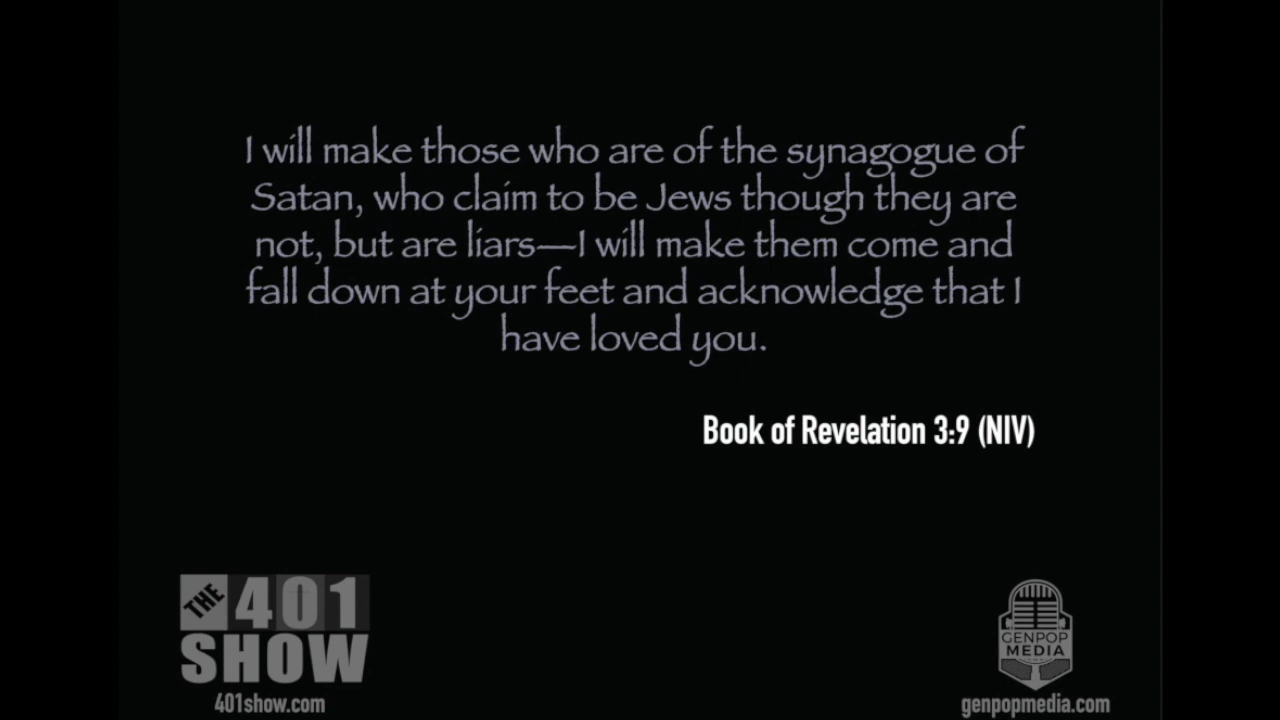 I will make those who are of the synagogue of
Satan, who claim to be Jews though they are
not, but are liars—I will make them come and
fall down at your feet and acknowledge that I
have loved you.
Book of Revelation 3:9 (NIV)
THE 401
SHOW
401show.com
GENPOP
MEDIA
genpopmedia.com